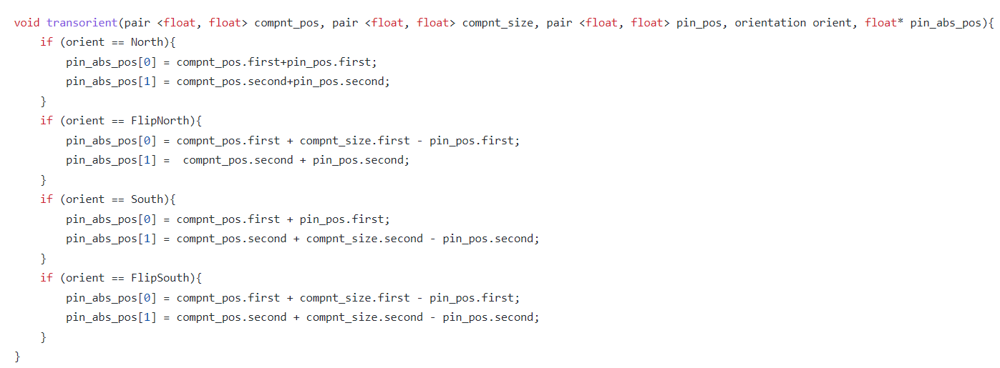 void transorient(pair <float, float> compnt_pos, pair <float, float> compnt_size, pair <float, float> pin_pos, orientation orient, float* pin_abs_pos){
    if (orient == North){
        pin_abs_pos[0] = compnt_pos.first+pin_pos.first;
        pin_abs_pos[1] = compnt_pos.second+pin_pos.second;
    }
    if (orient == FlipNorth){
        pin_abs_pos[0] = compnt_pos.first + compnt_size.first - pin_pos.first;
        pin_abs_pos[1] =  compnt_pos.second + pin_pos.second;
    }
    if (orient == South){
        pin_abs_pos[0] = compnt_pos.first + pin_pos.first;
        pin_abs_pos[1] = compnt_pos.second + compnt_size.second - pin_pos.second;
    }
    if (orient == FlipSouth){
        pin_abs_pos[0] = compnt_pos.first + compnt_size.first - pin_pos.first;
        pin_abs_pos[1] = compnt_pos.second + compnt_size.second - pin_pos.second;
    }
}